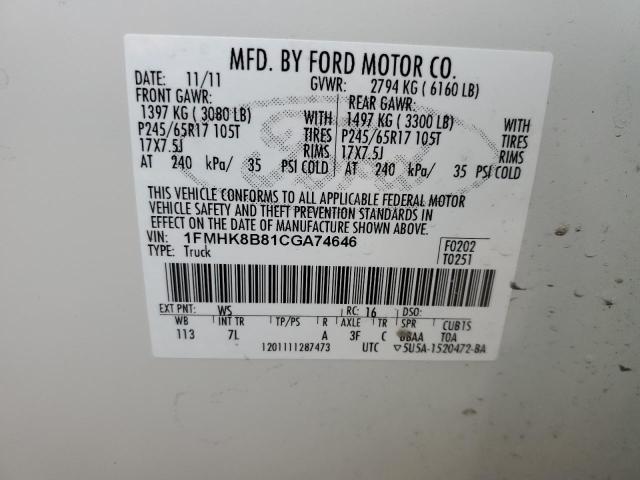 MFD. BY FORD MOTOR CO.
DATE: 11/11 GVWR: 2794 KG ( 6160 LB)
FRONT GAWR: REAR GAWR:
1397 KG ( 3080 LB) WITH 1497 KG ( 3300 LB) WITH
P245/65R17 105T TIRES P245/65R17 105T TIRES
17X7.5J RIMS 17X7.5J RIMS
AT 240 kPa/ 35 PSI COLD AT 240 kPa/ 35 PSI COLD
THIS VEHICLE CONFORMS TO ALL APPLICABLE FEDERAL MOTOR
VEHICLE SAFETY AND THEFT PREVENTION STANDARDS IN
EFFECT ON THE DATE OF MANUFACTURE SHOWN ABOVE.
VIN: 1FMHK8B81CGA74646
TYPE: Truck
F0202
T0251
EXT PNT: WS RC: 16 DSO:
WB INT TR TP/PS R AXLE TR SPR CUB1S
113 7L A 3F C BBAA TOA
1201111287473 UTC ▽5U5A-1520472-BA